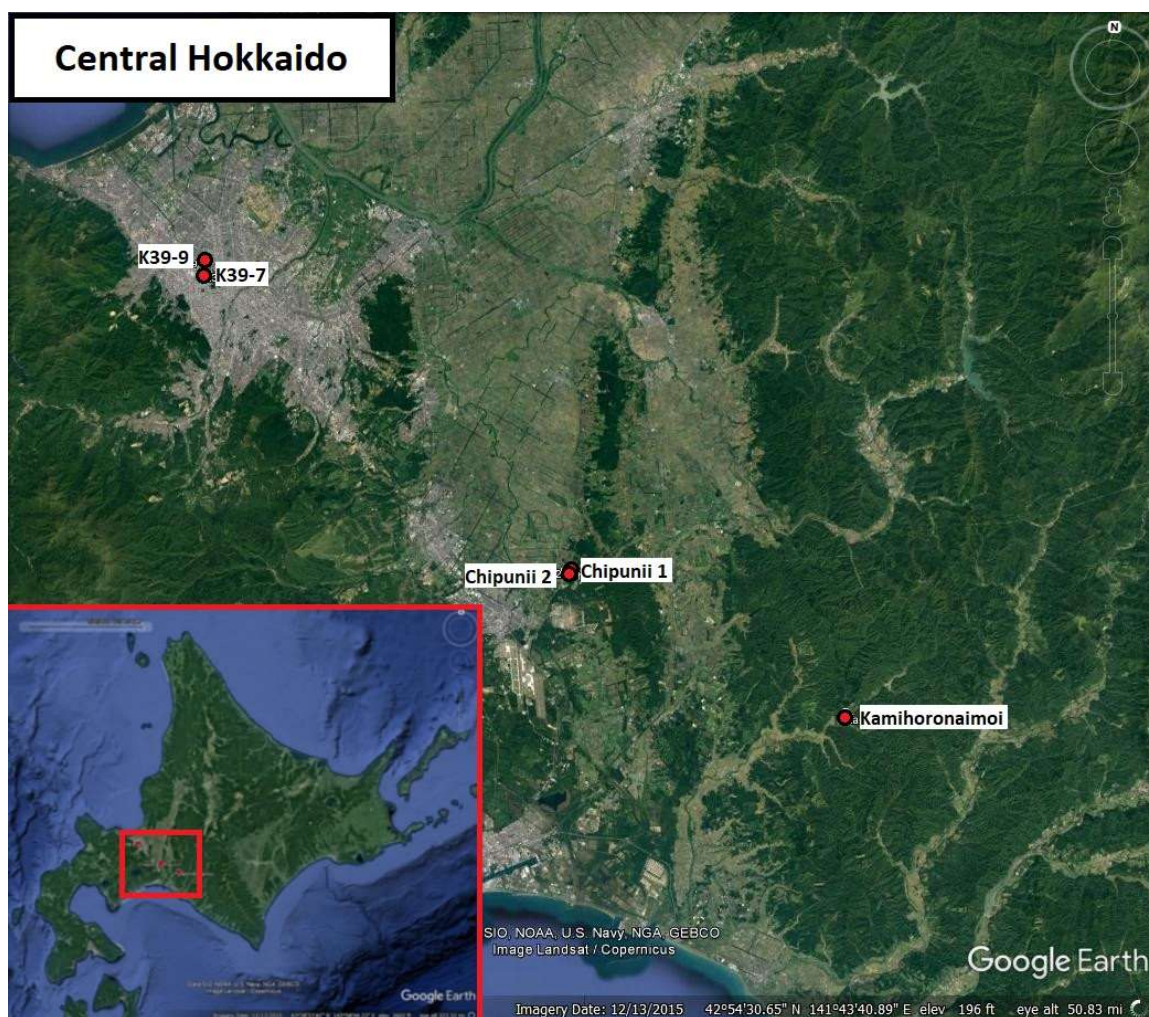 Central Hokkaido
N
K39-9
K39-7
Chipunii 2
Chipunii 1
Kamihoronaimoi
SIO, NOAA, U.S. Navy, NGA, GEBCO
Image Landsat / Copernicus
Google Earth
Google Earth
Imagery Date: 12/13/2015 42°54'30.65" N 141°43'40.89" E elev 196 ft eye alt 50.83 mi